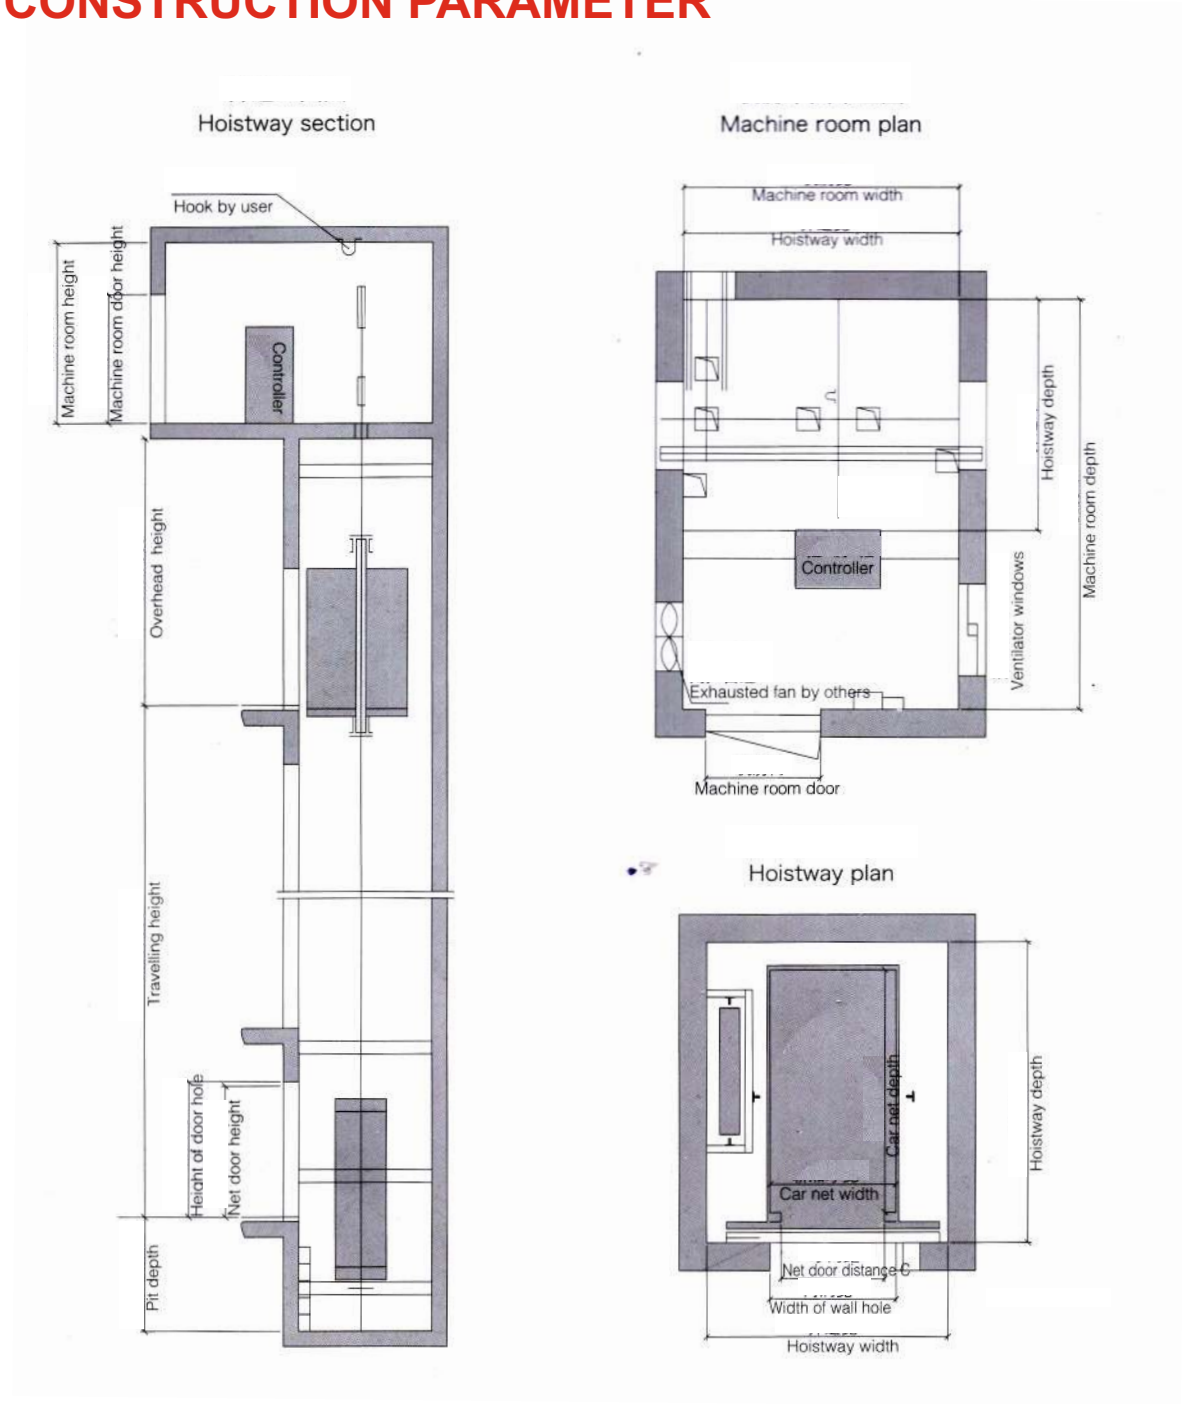 CONSTRUCTION PARAMETER
Hoistway section
Hook by user
Machine room height
Machine room door height
Controller
Overhead height
Travelling height
Height of door hole
Net door height
Pit depth
Machine room plan
Machine room width
Hoistway width
Hoistway depth
Machine room depth
Controller
Ventilator windows
Exhausted fan by others
Machine room door
Hoistway plan
Car net depth
Hoistway depth
Car net width
Net door distance C
Width of wall hole
Hoistway width